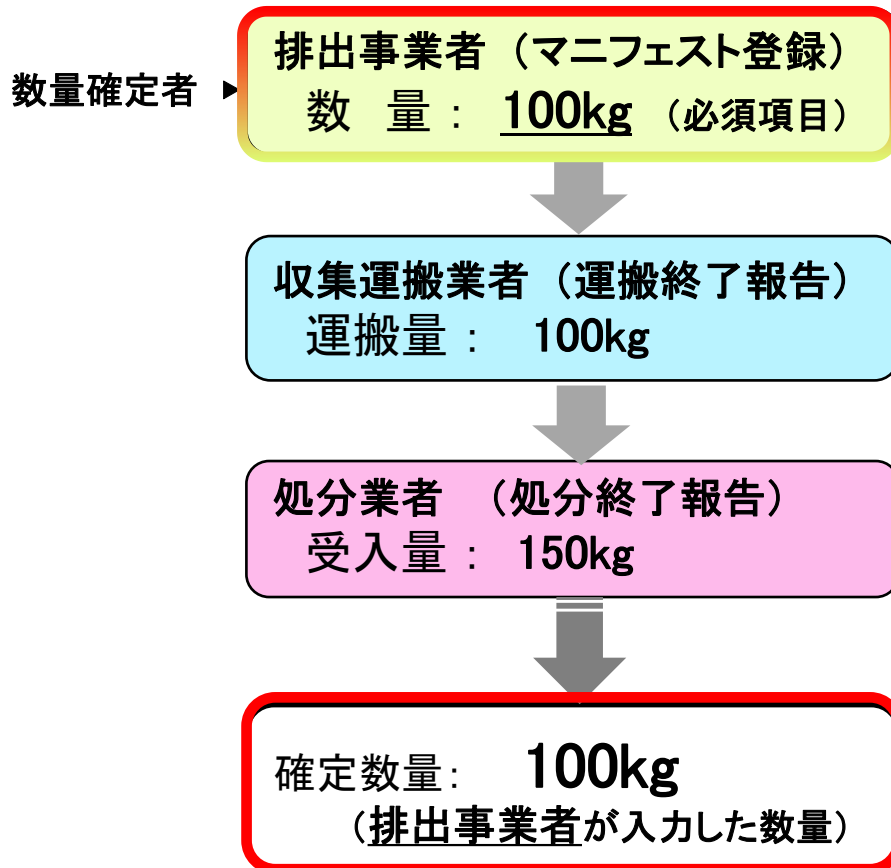 排出事業者（マニフェスト登録）
数量確定者
数　量： 100kg （必須項目）
収集運搬業者（運搬終了報告）
運搬量： 100kg
処分業者　（処分終了報告）
受入量： 150kg
確定数量： 100kg
（排出事業者が入力した数量）